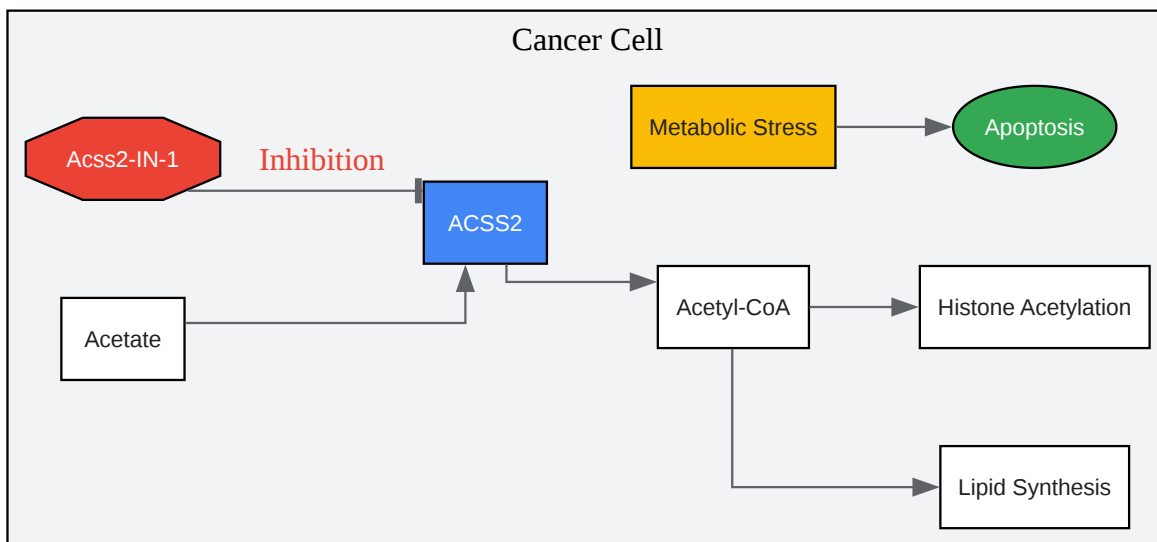 Cancer Cell
Metabolic Stress
Apoptosis
Acss2-IN-1
Inhibition
ACSS2
Acetate
Acetyl-CoA
Histone Acetylation
Lipid Synthesis